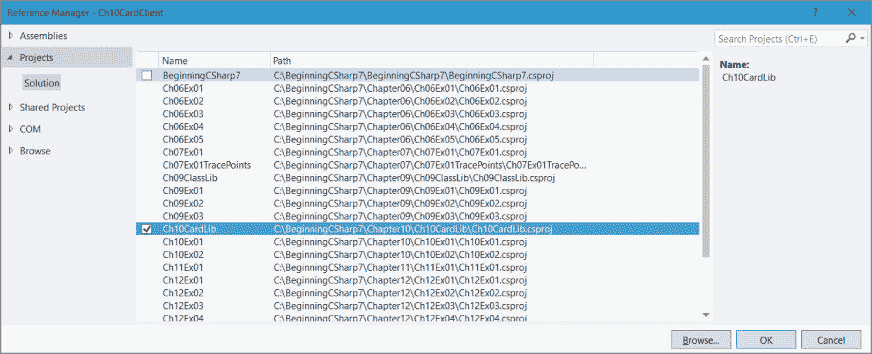 Reference Manager - Ch10CardClient ? ×
Assemblies
Projects
Solution
Shared Projects
COM
Browse
Name Path
BeginningCSharp7 C:\BeginningCSharp7\BeginningCSharp7\BeginningCSharp7.csproj
Ch06Ex01 C:\BeginningCSharp7\Chapter06\Ch06Ex01\Ch06Ex01.csproj
Ch06Ex02 C:\BeginningCSharp7\Chapter06\Ch06Ex02\Ch06Ex02.csproj
Ch06Ex03 C:\BeginningCSharp7\Chapter06\Ch06Ex03\Ch06Ex03.csproj
Ch06Ex04 C:\BeginningCSharp7\Chapter06\Ch06Ex04\Ch06Ex04.csproj
Ch06Ex05 C:\BeginningCSharp7\Chapter06\Ch06Ex05\Ch06Ex05.csproj
Ch07Ex01 C:\BeginningCSharp7\Chapter07\Ch07Ex01\Ch07Ex01.csproj
Ch07Ex01TracePoints C:\BeginningCSharp7\Chapter07\Ch07Ex01TracePoints\Ch07Ex01TracePo...
Ch09ClassLib C:\BeginningCSharp7\Chapter09\Ch09ClassLib\Ch09ClassLib.csproj
Ch09Ex01 C:\BeginningCSharp7\Chapter09\Ch09Ex01\Ch09Ex01.csproj
Ch09Ex02 C:\BeginningCSharp7\Chapter09\Ch09Ex02\Ch09Ex02.csproj
Ch09Ex03 C:\BeginningCSharp7\Chapter09\Ch09Ex03\Ch09Ex03.csproj
Ch10CardLib C:\BeginningCSharp7\Chapter10\Ch10CardLib\Ch10CardLib.csproj
Ch10Ex01 C:\BeginningCSharp7\Chapter10\Ch10Ex01\Ch10Ex01.csproj
Ch10Ex02 C:\BeginningCSharp7\Chapter10\Ch10Ex02\Ch10Ex02.csproj
Ch11Ex01 C:\BeginningCSharp7\Chapter11\Ch11Ex01\Ch11Ex01.csproj
Ch12Ex01 C:\BeginningCSharp7\Chapter12\Ch12Ex01\Ch12Ex01.csproj
Ch12Ex02 C:\BeginningCSharp7\Chapter12\Ch12Ex02\Ch12Ex02.csproj
Ch12Ex03 C:\BeginningCSharp7\Chapter12\Ch12Ex03\Ch12Ex03.csproj
Ch12Ex04 C:\BeginningCSharp7\Chapter12\Ch12Ex04\Ch12Ex04.csproj
Search Projects (Ctrl+E)
Name:
Ch10CardLib
Browse... OK Cancel